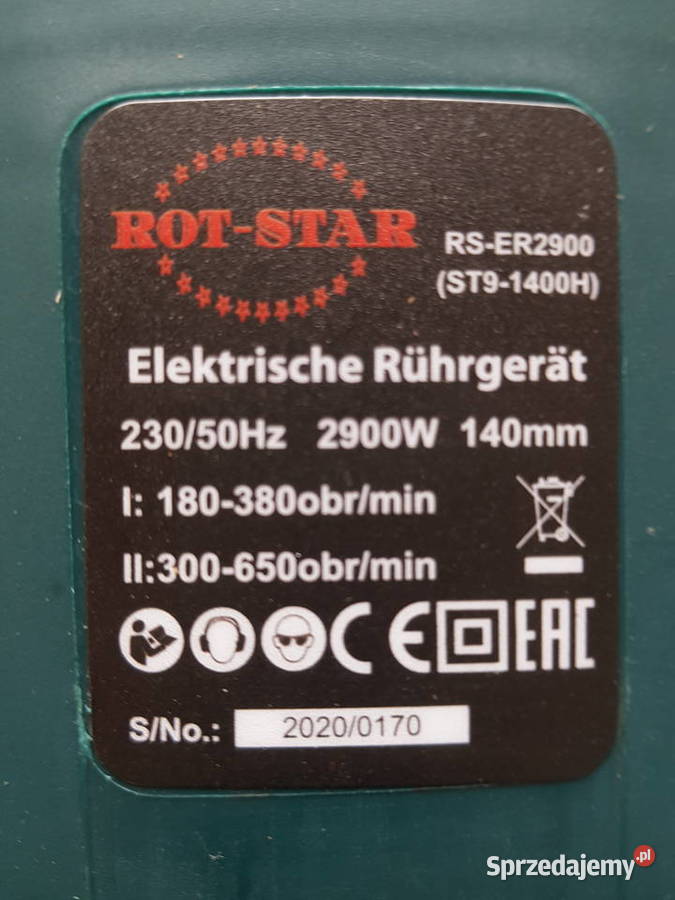 ROT-STAR
RS-ER2900
(ST9-1400H)
Elektrische Rührgerät
230/50Hz 2900W 140mm
I: 180-380obr/min
II:300-650obr/min
CE EAC
S/No.: 2020/0170
Sprzedajemy.pl